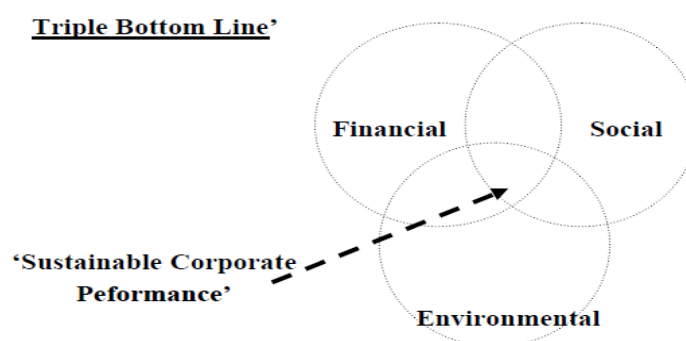 Triple Bottom Line’
Financial
Social
‘Sustainable Corporate
Peformance’
Environmental